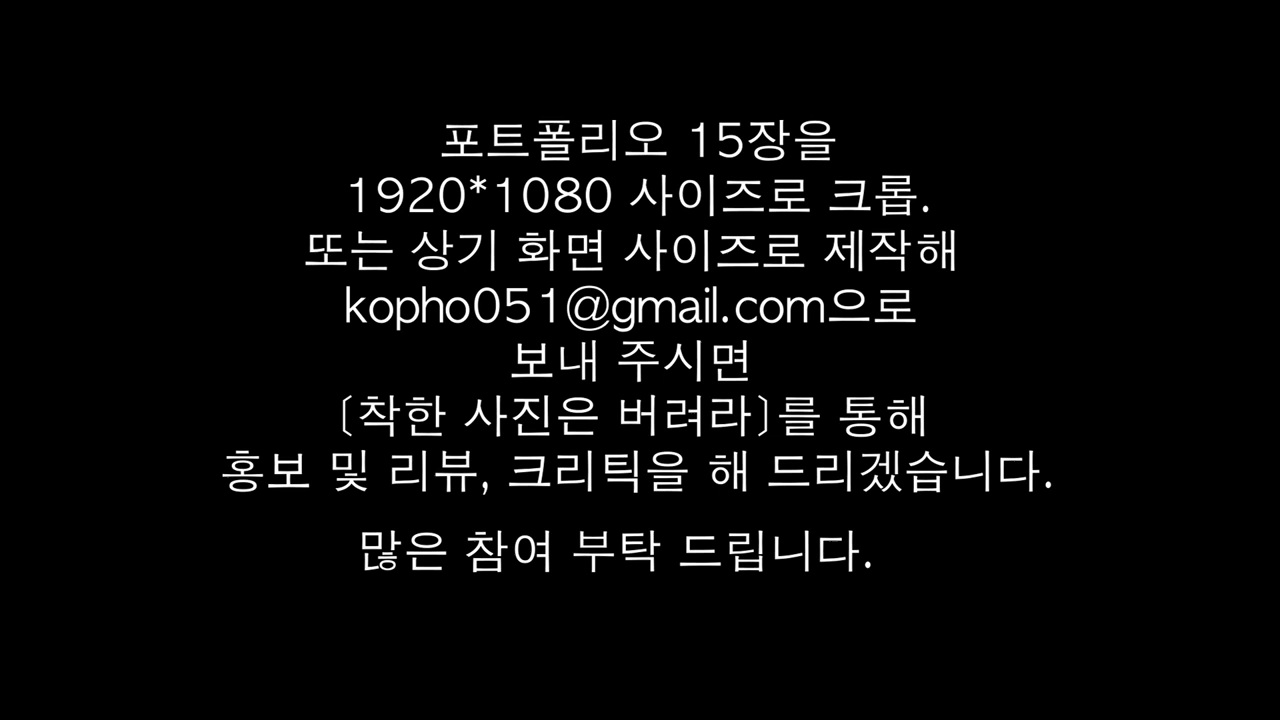 포트폴리오 15장을
1920*1080 사이즈로 크롭.
또는 상기 화면 사이즈로 제작해
kopho051@gmail.com으로
보내 주시면
〔착한 사진은 버려라〕를 통해
홍보 및 리뷰, 크리틱을 해 드리겠습니다.
많은 참여 부탁 드립니다.